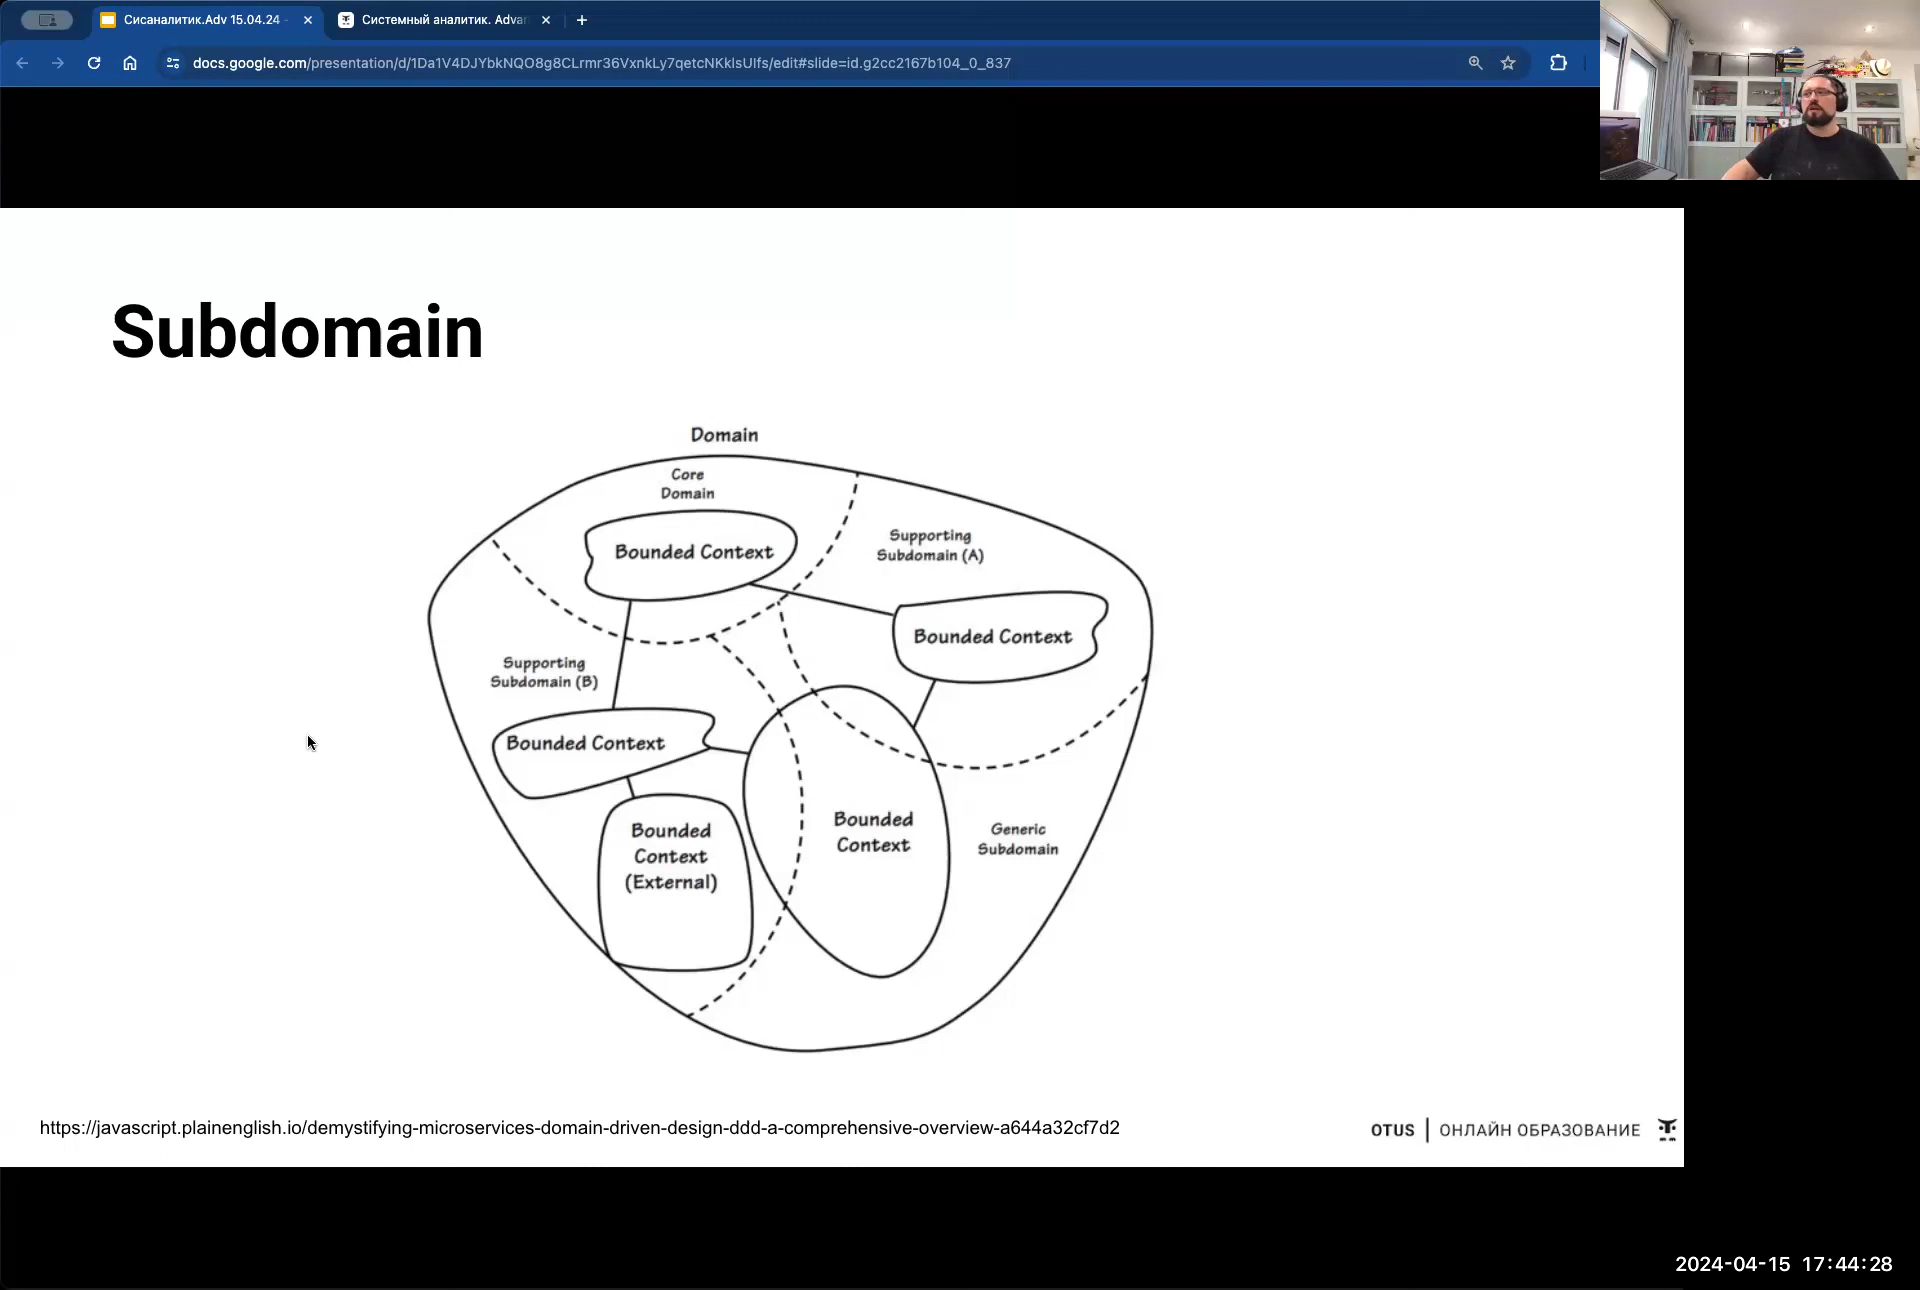 Сисаналитик.Adv 15.04.24 -
Системный аналитик. Advan
docs.google.com/presentation/d/1Da1V4DJYbkNQO8g8CLrmr36VxnkLy7qetcNKklsUlfs/edit#slide=id.g2cc2167b104_0_837
Subdomain
Domain
Core
Domain
Bounded Context
Supporting
Subdomain (A)
Bounded Context
Supporting
Subdomain (B)
Bounded Context
Bounded
Context
(External)
Bounded
Context
Generic
Subdomain
https://javascript.plainenglish.io/demystifying-microservices-domain-driven-design-ddd-a-comprehensive-overview-a644a32cf7d2
OTUS | ОНЛАЙН ОБРАЗОВАНИЕ
2024-04-15 17:44:28